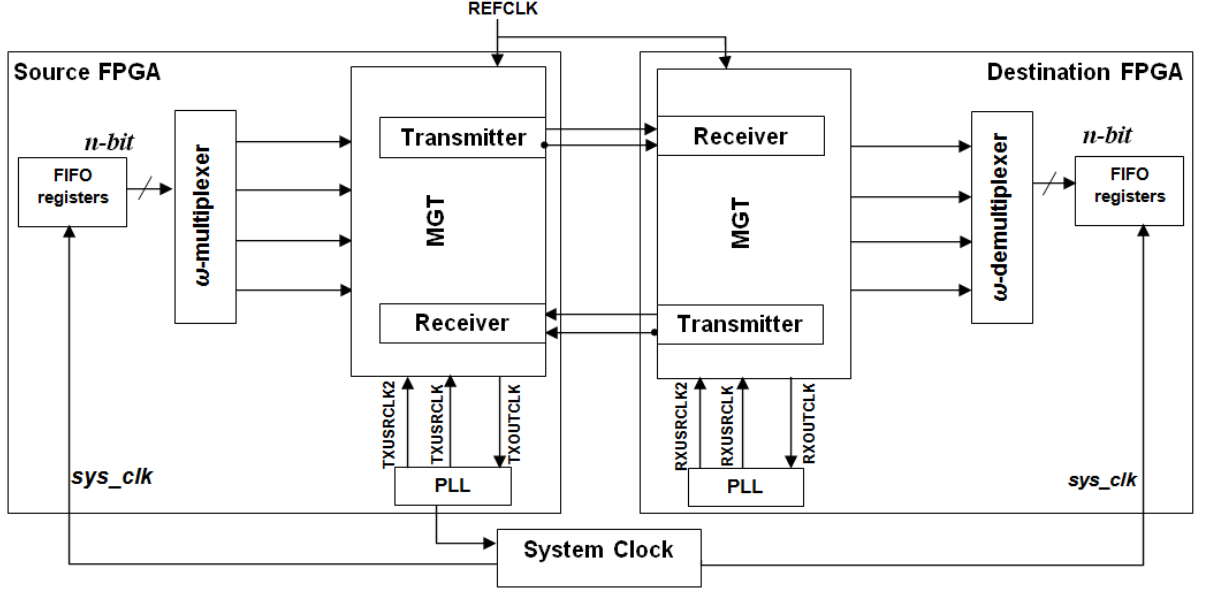 REFCLK
Source FPGA
Destination FPGA
n-bit
FIFO
registers
ω-multiplexer
Transmitter
MGT
Receiver
Receiver
MGT
Transmitter
ω-demultiplexer
n-bit
FIFO
registers
TXUSRCLK2
TXUSRCLK
TXOUTCLK
RXUSRCLK2
RXUSRCLK
RXOUTCLK
sys_clk
PLL
PLL
sys_clk
System Clock